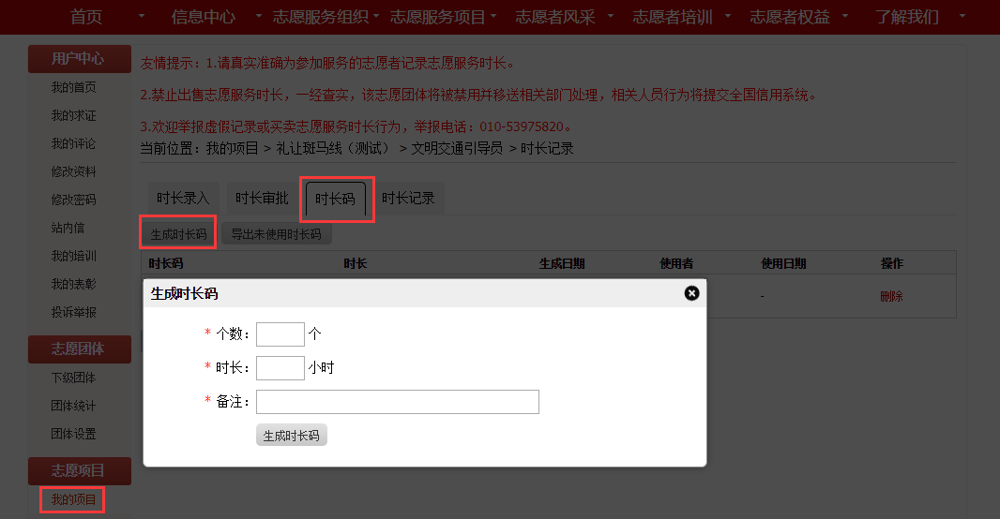 首页 信息中心 志愿服务组织 志愿服务项目 志愿者风采 志愿者培训 志愿者权益 了解我们
用户中心
我的首页
我的求证
我的评论
修改资料
修改密码
站内信
我的培训
我的表彰
投诉举报
志愿团体
下级团体
团体统计
团体设置
志愿项目
我的项目
友情提示：1.请真实准确为参加服务的志愿者记录志愿服务时长。
2.禁止出售志愿服务时长，一经查实，该志愿团体将被禁用并移送相关部门处理，相关人员行为将提交全国信用系统。
3.欢迎举报虚假记录或买卖志愿服务时长行为，举报电话：010-53975820。
当前位置：我的项目 > 礼让斑马线（测试） > 文明交通引导员 > 时长记录
时长录入 时长审批 时长码 时长记录
生成时长码 导出未使用时长码
时长码 时长 生成日期 使用者 使用日期 操作
- 删除
生成时长码
* 个数： 个
* 时长： 小时
* 备注：
生成时长码